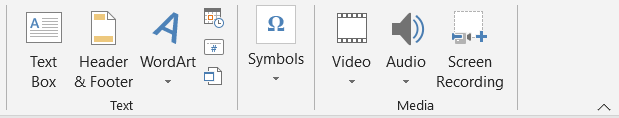 Text
Box
Header
& Footer
WordArt
#
Ω
Symbols
Video
Audio
Screen
Recording
Text
Media